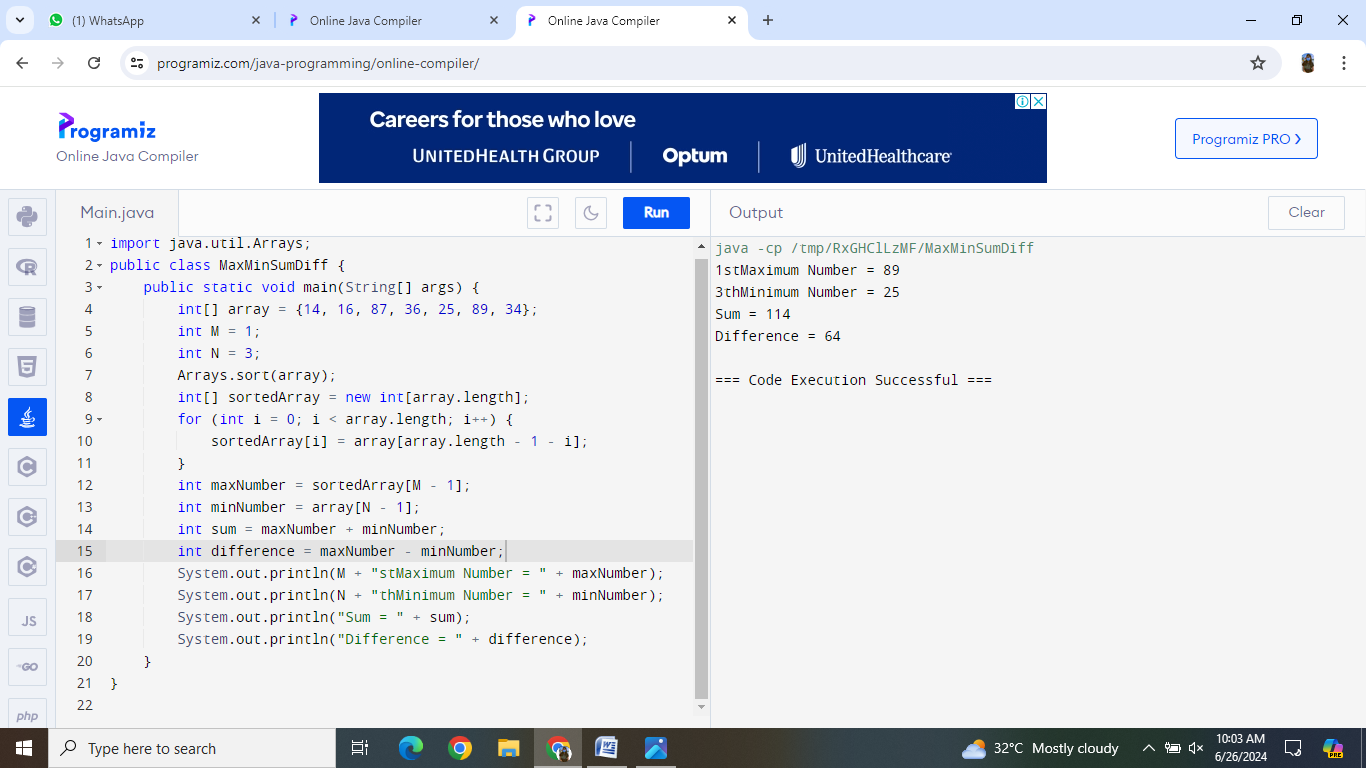 (1) WhatsApp
Online Java Compiler
Online Java Compiler
programiz.com/java-programming/online-compiler/
Programiz
Online Java Compiler
Careers for those who love
UNITEDHEALTH GROUP
Optum
UnitedHealthcare
Programiz PRO
Main.java
Run
Output
Clear
1 import java.util.Arrays;
2 public class MaxMinSumDiff {
3 public static void main(String[] args) {
4 int[] array = {14, 16, 87, 36, 25, 89, 34};
5 int M = 1;
6 int N = 3;
7 Arrays.sort(array);
8 int[] sortedArray = new int[array.length];
9 for (int i = 0; i < array.length; i++) {
10 sortedArray[i] = array[array.length - 1 - i];
11 }
12 int maxNumber = sortedArray[M - 1];
13 int minNumber = array[N - 1];
14 int sum = maxNumber + minNumber;
15 int difference = maxNumber - minNumber;
16 System.out.println(M + "stMaximum Number = " + maxNumber);
17 System.out.println(N + "thMinimum Number = " + minNumber);
18 System.out.println("Sum = " + sum);
19 System.out.println("Difference = " + difference);
20 }
21 }
22
java -cp /tmp/RxGHClLzMF/MaxMinSumDiff
1stMaximum Number = 89
3thMinimum Number = 25
Sum = 114
Difference = 64
=== Code Execution Successful ===
JS
GO
php
Type here to search
32°C Mostly cloudy
10:03 AM
6/26/2024
PRE